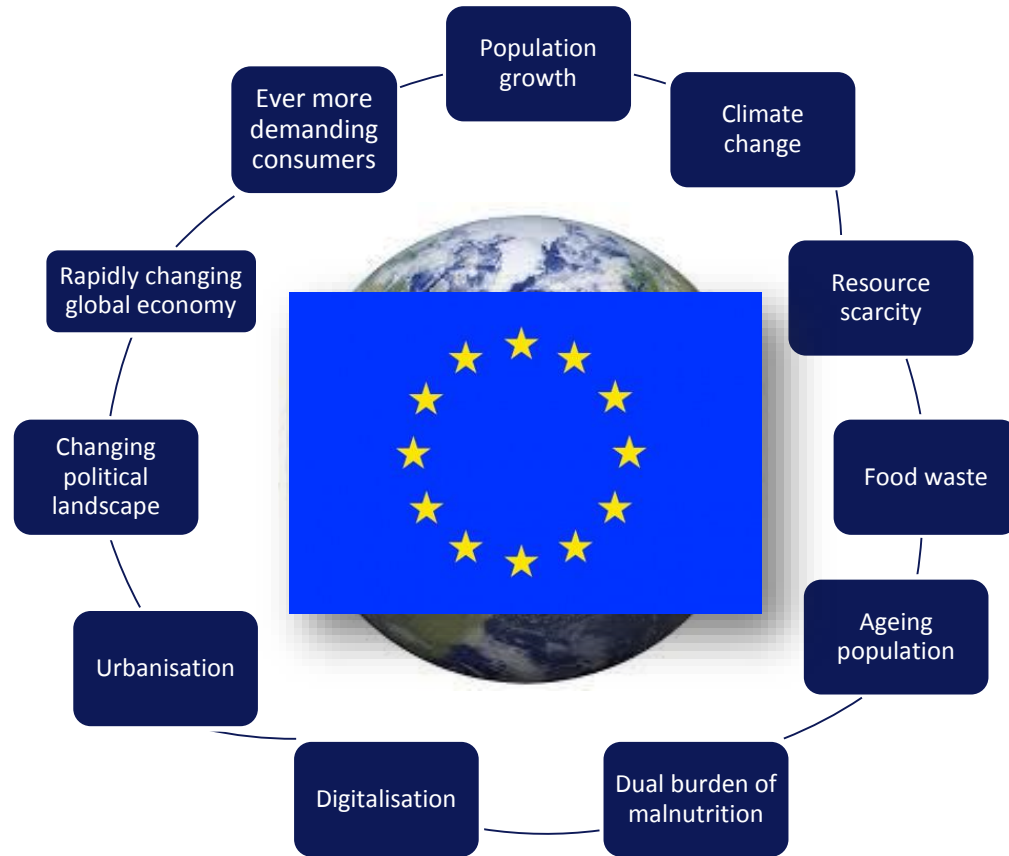 Population
growth
Climate
change
Resource
scarcity
Food waste
Ageing
population
Dual burden of
malnutrition
Digitalisation
Urbanisation
Changing
political
landscape
Rapidly changing
global economy
Ever more
demanding
consumers